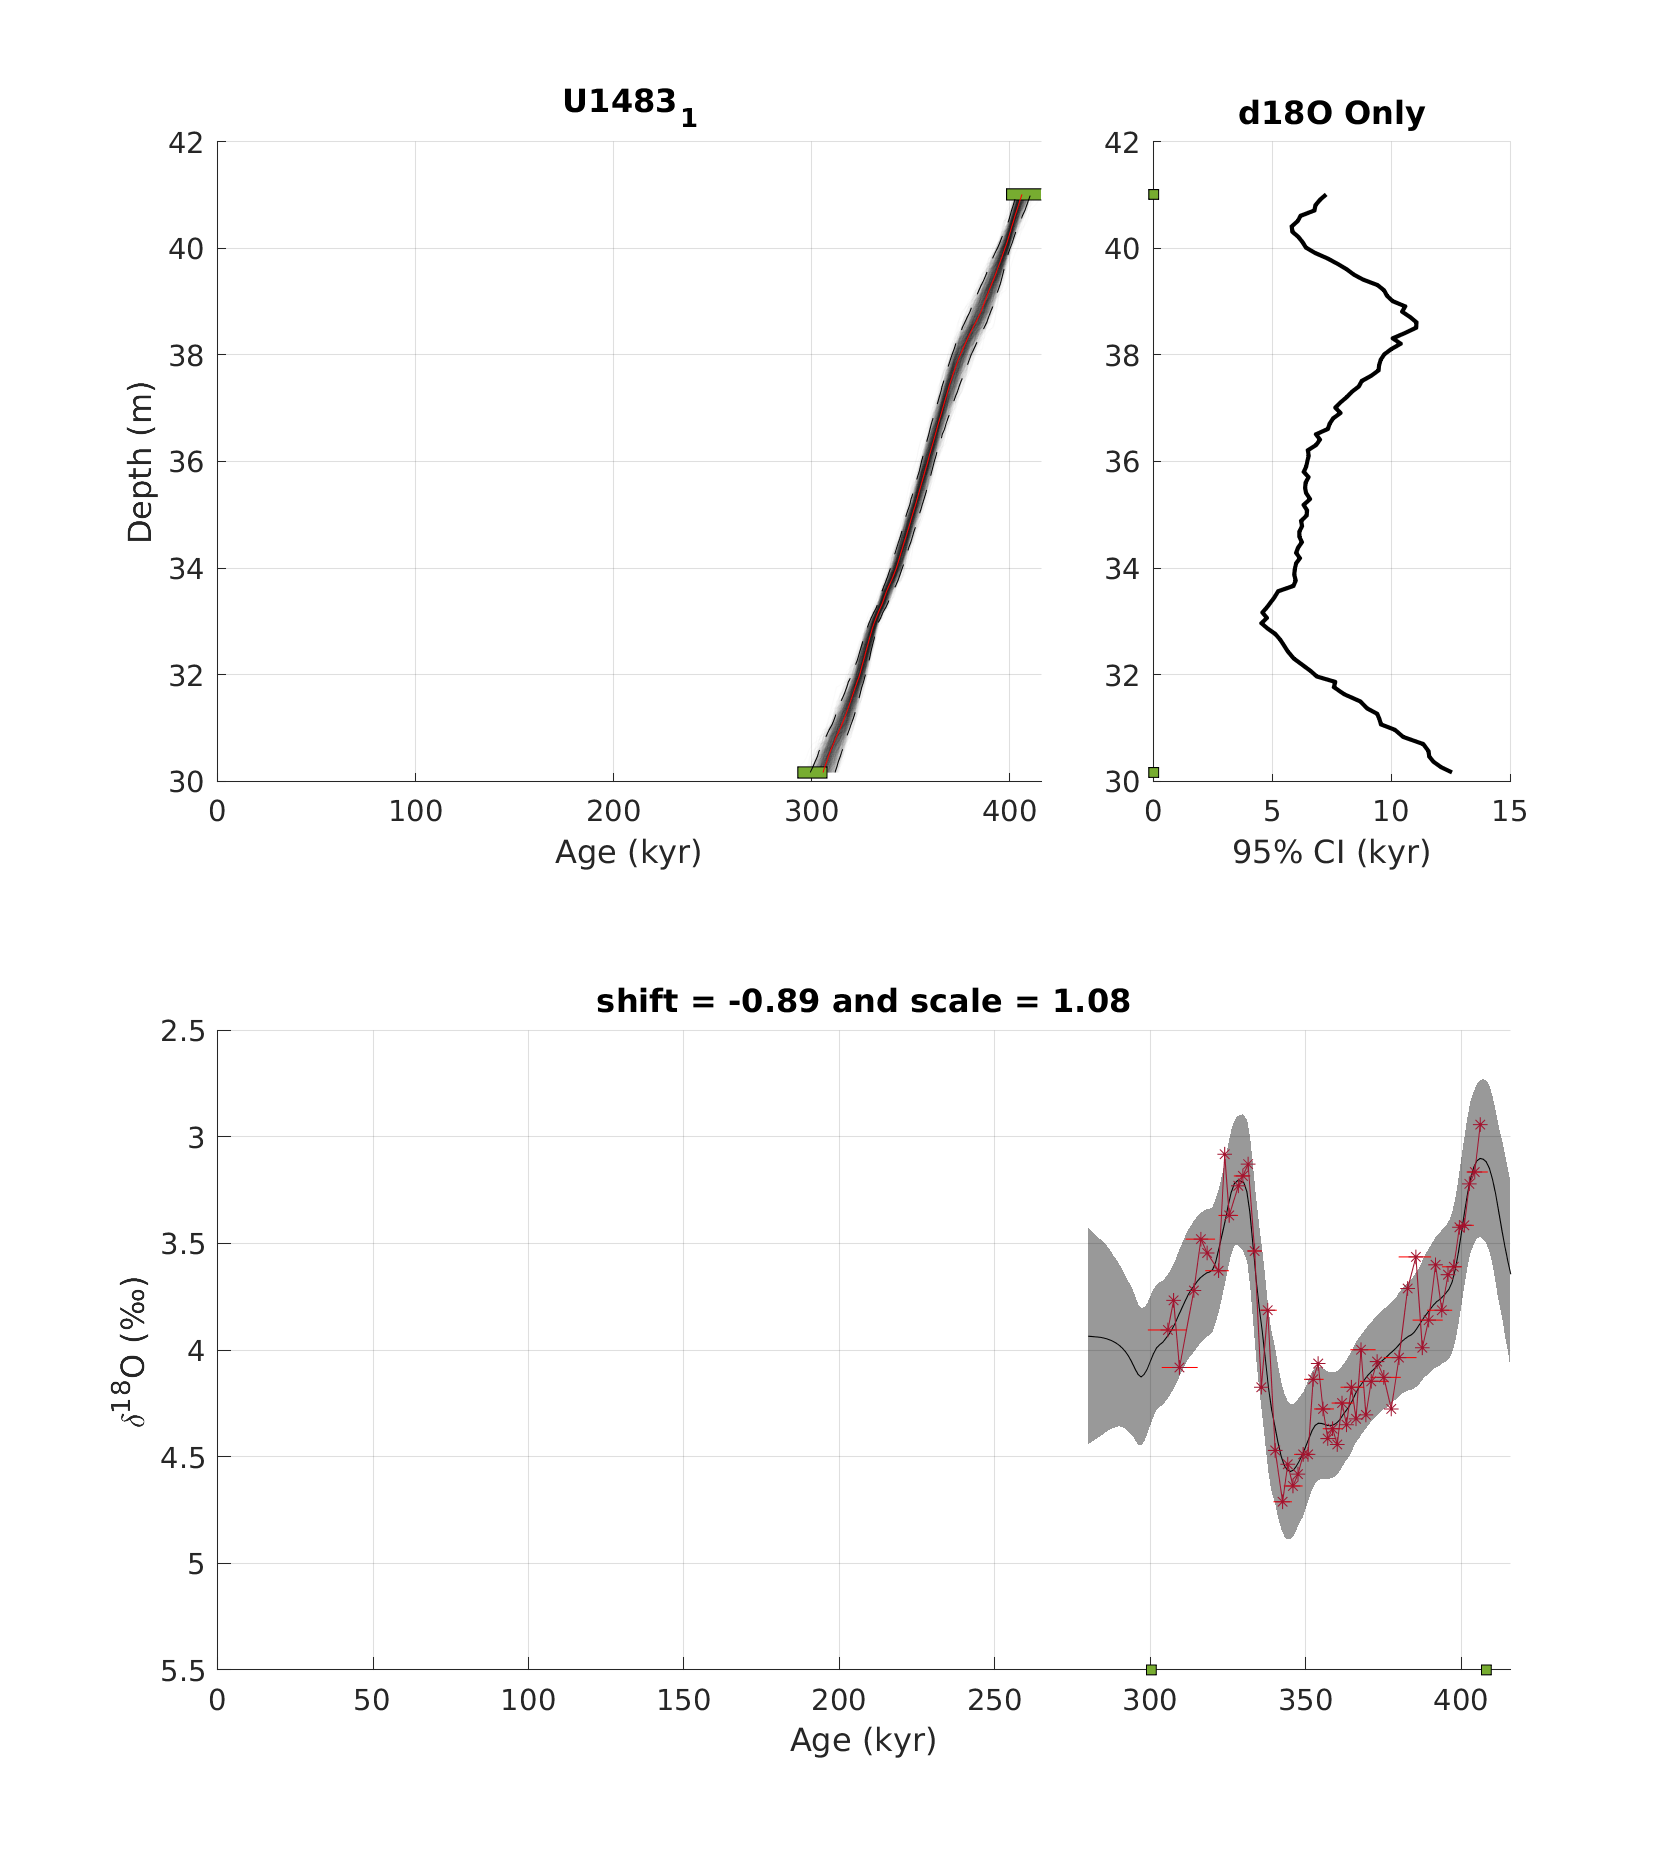 U1483₁
42
40
38
36
34
32
30
0 100 200 300 400
Depth (m)
Age (kyr)
d18O Only
42
40
38
36
34
32
30
0 5 10 15
95% CI (kyr)
shift = -0.89 and scale = 1.08
2.5
3
3.5
4
4.5
5
5.5
0 50 100 150 200 250 300 350 400
δ¹⁸O (‰)
Age (kyr)